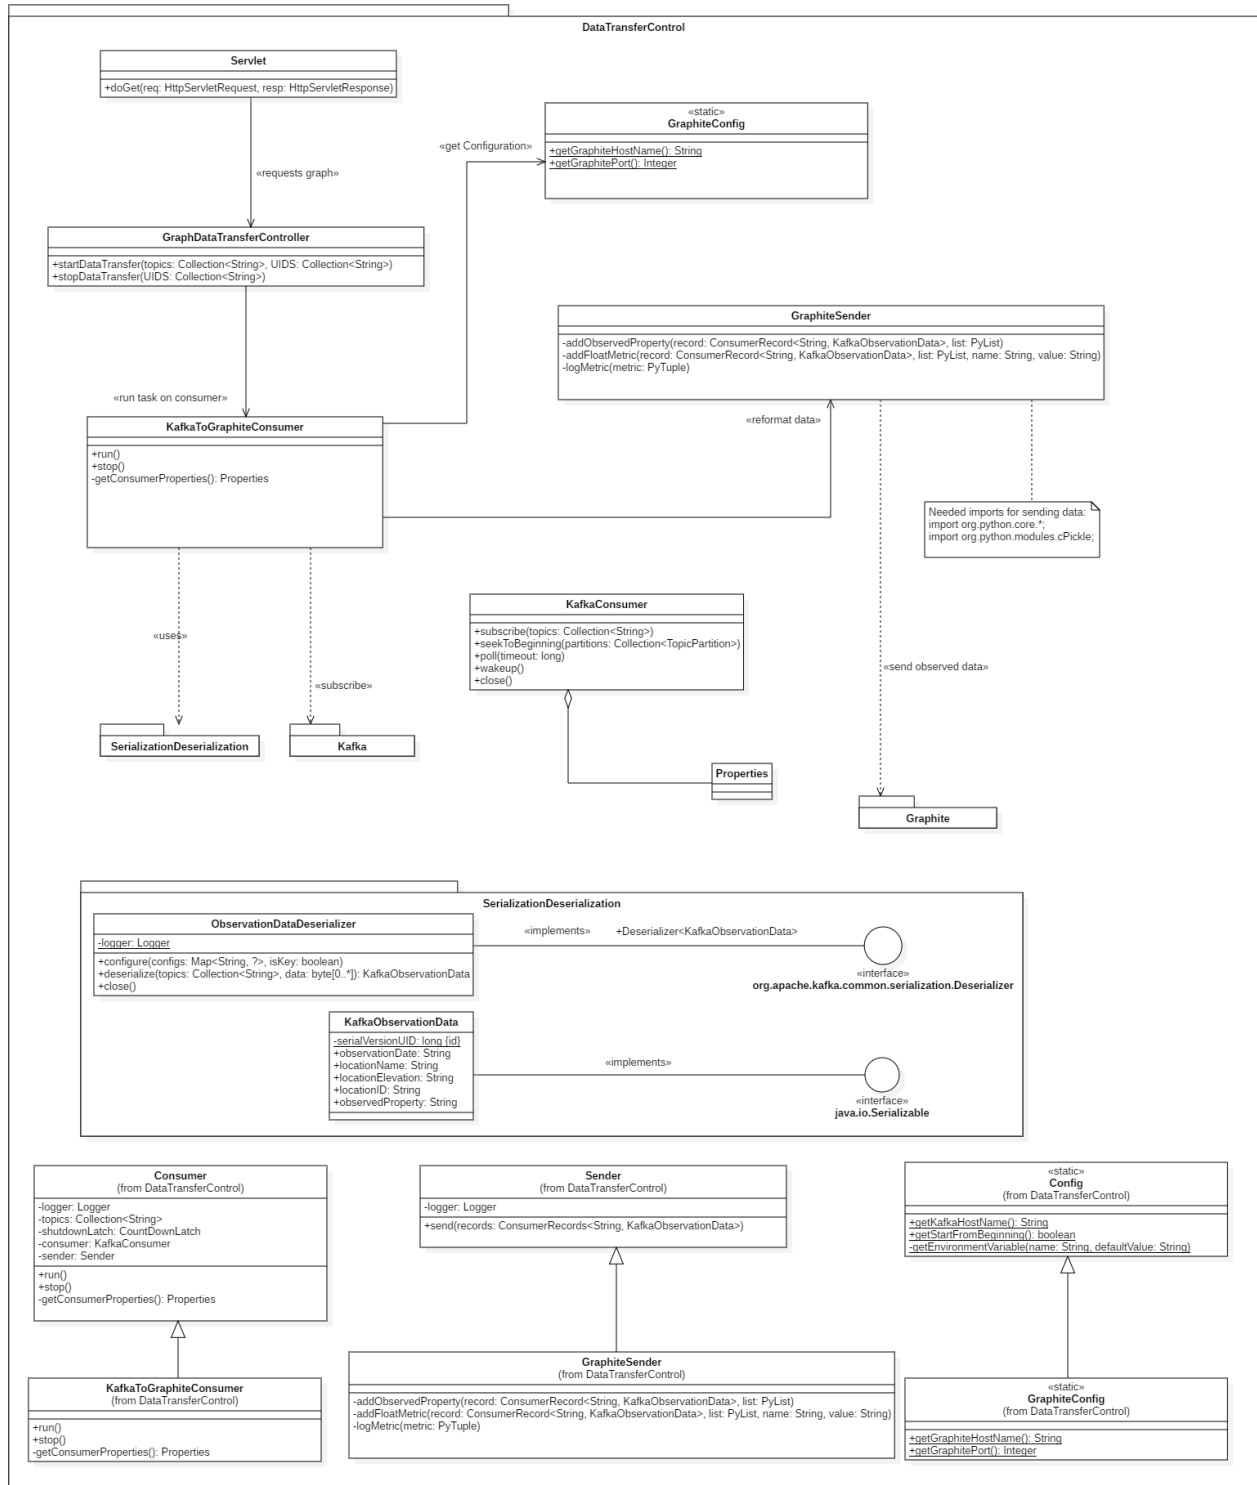 DataTransferControl
Servlet
+doGet(req: HttpServletRequest, resp: HttpServletResponse)
«static»
GraphiteConfig
+getGraphiteHostName(): String
+getGraphitePort(): Integer
«get Configuration»
«requests graph»
GraphDataTransferController
+startDataTransfer(topics: Collection<String>, UIDS: Collection<String>)
+stopDataTransfer(UIDS: Collection<String>)
GraphiteSender
-addObservedProperty(record: ConsumerRecord<String, KafkaObservationData>, list: PyList)
-addFloatMetric(record: ConsumerRecord<String, KafkaObservationData>, list: PyList, name: String, value: String)
-logMetric(metric: PyTuple)
«run task on consumer»
«reformat data»
KafkaToGraphiteConsumer
+run()
+stop()
-getConsumerProperties(): Properties
Needed imports for sending data:
import org.python.core.*;
import org.python.modules.cPickle;
KafkaConsumer
+subscribe(topics: Collection<String>)
+seekToBeginning(partitions: Collection<TopicPartition>)
+poll(timeout: long)
+wakeup()
+close()
«uses»
«subscribe»
«send observed data»
SerializationDeserialization
Kafka
Properties
Graphite
SerializationDeserialization
ObservationDataDeserializer
-logger: Logger
+configure(configs: Map<String, ?>, isKey: boolean)
+deserialize(topics: Collection<String>, data: byte[0..*]): KafkaObservationData
+close()
«implements»
+Deserializer<KafkaObservationData>
«interface»
org.apache.kafka.common.serialization.Deserializer
KafkaObservationData
-serialVersionUID: long {id}
+observationDate: String
+locationName: String
+locationElevation: String
+locationID: String
+observedProperty: String
«implements»
«interface»
java.io.Serializable
Consumer
(from DataTransferControl)
-logger: Logger
-topics: Collection<String>
-shutdownLatch: CountDownLatch
-consumer: KafkaConsumer
-sender: Sender
+run()
+stop()
-getConsumerProperties(): Properties
Sender
(from DataTransferControl)
-logger: Logger
+send(records: ConsumerRecords<String, KafkaObservationData>)
«static»
Config
(from DataTransferControl)
+getKafkaHostName(): String
+getStartFromBeginning(): boolean
-getEnvironmentVariable(name: String, defaultValue: String)
KafkaToGraphiteConsumer
(from DataTransferControl)
+run()
+stop()
-getConsumerProperties(): Properties
GraphiteSender
(from DataTransferControl)
-addObservedProperty(record: ConsumerRecord<String, KafkaObservationData>, list: PyList)
-addFloatMetric(record: ConsumerRecord<String, KafkaObservationData>, list: PyList, name: String, value: String)
-logMetric(metric: PyTuple)
«static»
GraphiteConfig
(from DataTransferControl)
+getGraphiteHostName(): String
+getGraphitePort(): Integer